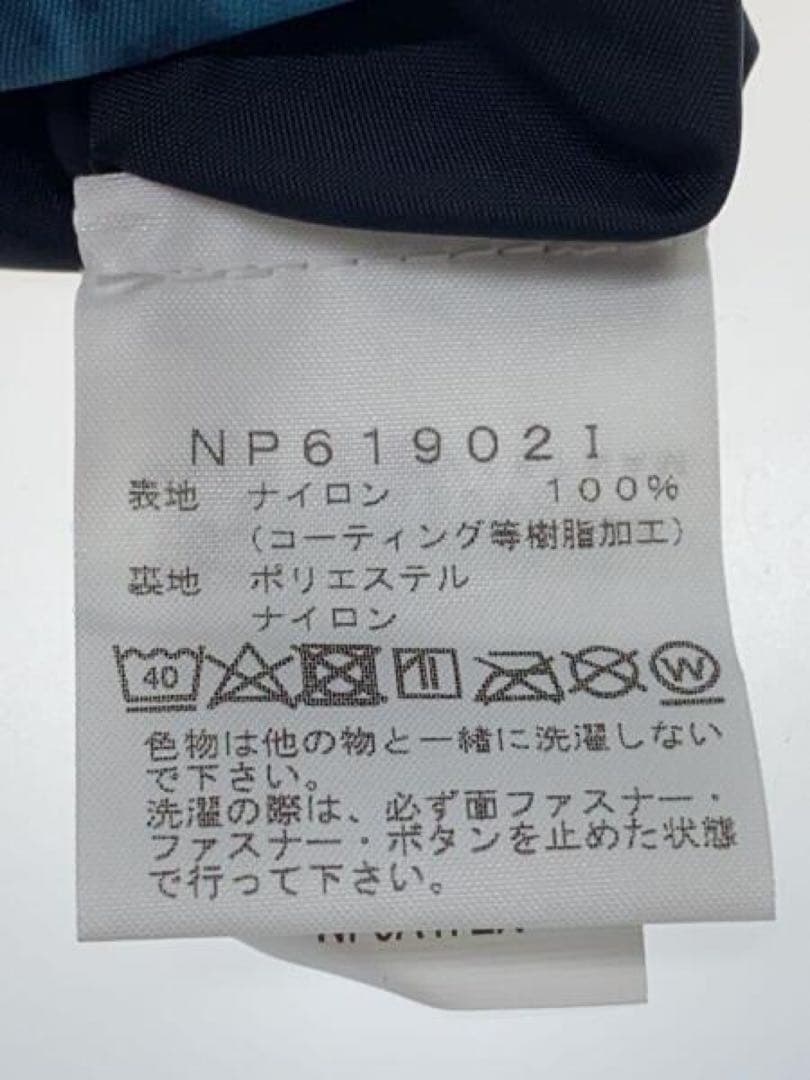 NP61902I
表地 ナイロン 100%
(コーティング等樹脂加工)
裏地 ポリエステル
ナイロン
40 W
色物は他の物と一緒に洗濯しない
で下さい。
洗濯の際は、必ず面ファスナー・
ファスナー・ボタンを止めた状態
で行って下さい。